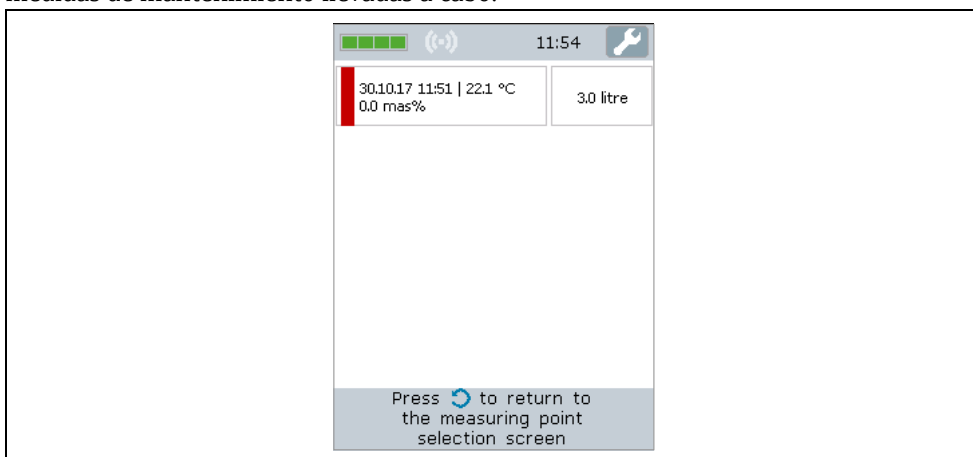 medidas de mantenimiento llevadas a cabo.
11:54
30.10.17 11:51 | 22.1 °C
0.0 mas%
3.0 litre
Press to return to
the measuring point
selection screen